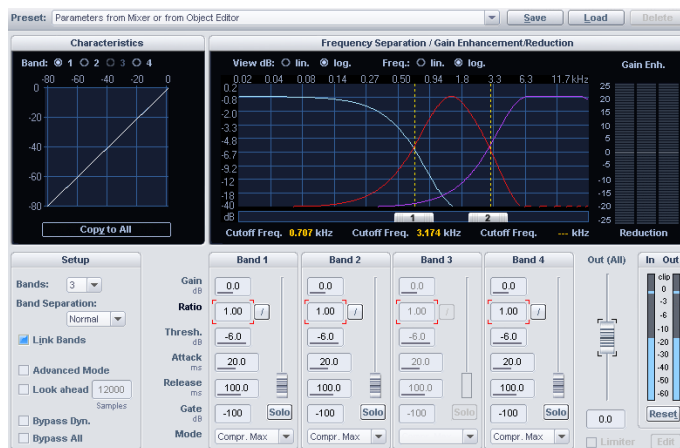 Preset: Parameters from Mixer or from Object Editor Save Load Delete
Characteristics
Band: 1 2 3 4
-80 -60 -40 -20 0
0
-20
-40
-60
-80
Copy to All
Frequency Separation / Gain Enhancement/Reduction
View dB: lin. log. Freq.: lin. log.
0.02 0.04 0.08 0.14 0.27 0.50 0.94 1.8 3.3 6.3 11.7 kHz
0.2
-0.8
-2.0
-3.3
-4.8
-6.7
-9.2
-12
-18
-40
dB
1 2
Cutoff Freq. 0.707 kHz Cutoff Freq. 3.174 kHz Cutoff Freq. --- kHz
Gain Enh.
25
20
15
10
5
0
-5
-10
-15
-20
-25
Reduction
Setup
Bands: 3
Band Separation:
Normal
Link Bands
Advanced Mode
Look ahead 12000
Samples
Bypass Dyn.
Bypass All
Gain
dB
Ratio
Thresh.
dB
Attack
ms
Release
ms
Gate
dB
Mode
Band 1
0.0
1.00 /
-6.0
20.0
100.0
-100 Solo
Compr. Max
Band 2
0.0
1.00 /
-6.0
20.0
100.0
-100 Solo
Compr. Max
Band 3
0.0
1.00 /
-6.0
20.0
100.0
-100 Solo
Band 4
0.0
1.00 /
-6.0
20.0
100.0
-100 Solo
Compr. Max
Out (All)
0.0
Limiter
In Out
clip
0
-3
-6
-10
-20
-30
-40
-50
-60
Reset
Edit